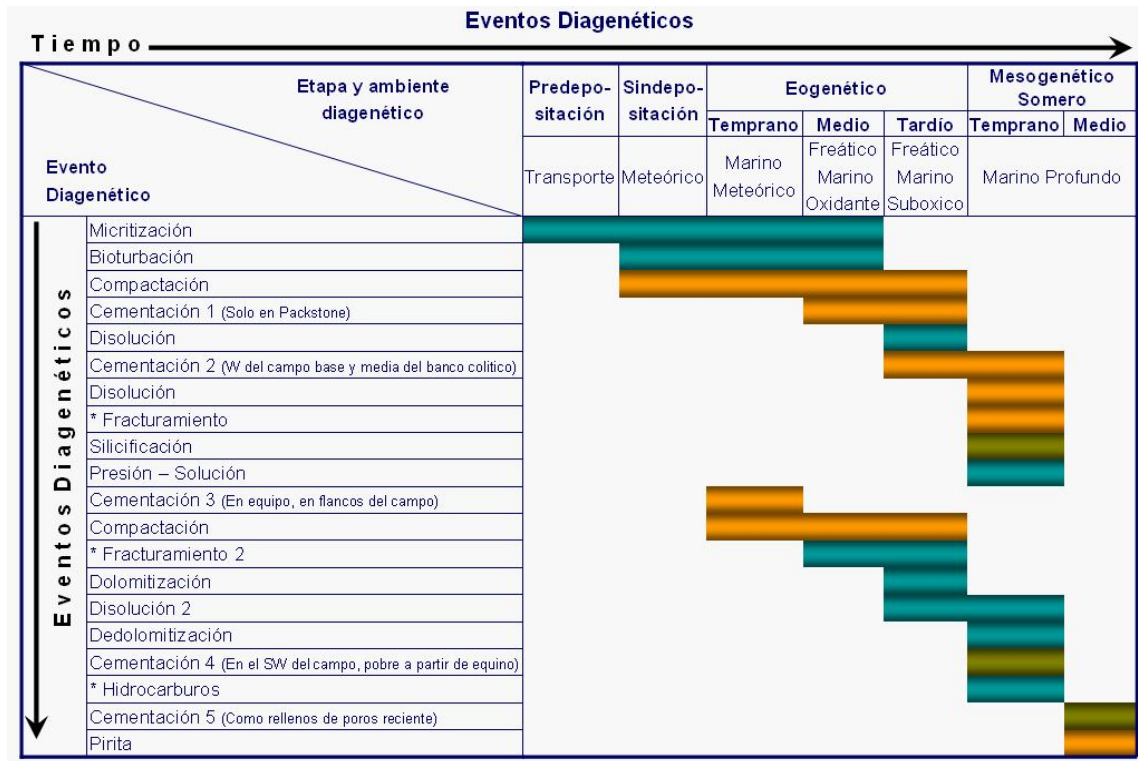 Eventos Diagenéticos
Tiempo
Etapa y ambiente
diagenético
Evento
Diagenético
Predepo-
sitación
Sindepo-
sitación
Eogenético
Mesogenético
Somero
Temprano
Medio
Tardío
Temprano
Medio
Transporte
Meteórico
Marino
Meteórico
Freático
Marino
Oxidante
Freático
Marino
Suboxico
Marino Profundo
Eventos Diagenéticos
Micritización
Bioturbación
Compactación
Cementación 1 (Solo en Packstone)
Disolución
Cementación 2 (W del campo base y media del banco colitico)
Disolución
* Fracturamiento
Silicificación
Presión – Solución
Cementación 3 (En equipo, en flancos del campo)
Compactación
* Fracturamiento 2
Dolomitización
Disolución 2
Dedolomitización
Cementación 4 (En el SW del campo, pobre a partir de equino)
* Hidrocarburos
Cementación 5 (Como rellenos de poros reciente)
Pirita